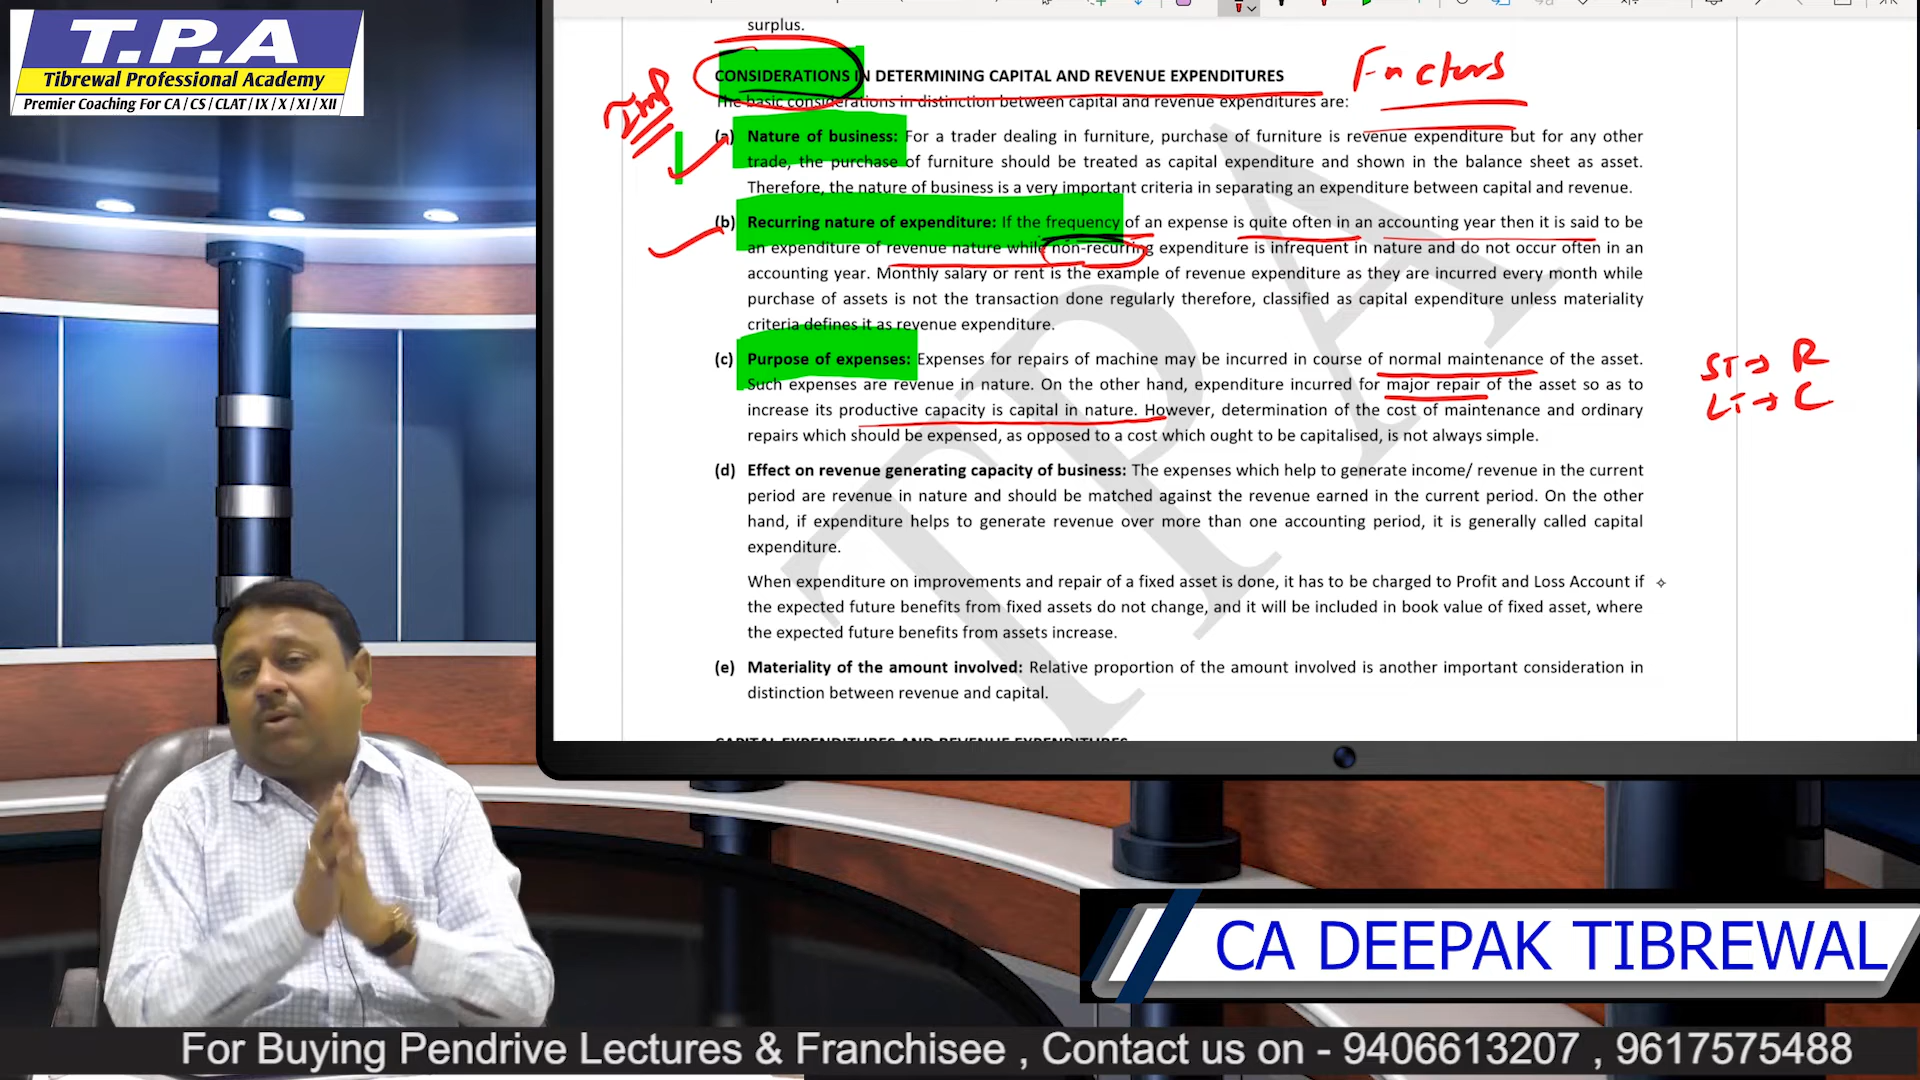 T.P.A
Tibrewal Professional Academy
Premier Coaching For CA / CS / CLAT / IX / X / XI / XII
surplus.
CONSIDERATIONS IN DETERMINING CAPITAL AND REVENUE EXPENDITURES
Factors
Imp
The basic considerations in distinction between capital and revenue expenditures are:
(a) Nature of business: For a trader dealing in furniture, purchase of furniture is revenue expenditure but for any other
trade, the purchase of furniture should be treated as capital expenditure and shown in the balance sheet as asset.
Therefore, the nature of business is a very important criteria in separating an expenditure between capital and revenue.
(b) Recurring nature of expenditure: If the frequency of an expense is quite often in an accounting year then it is said to be
an expenditure of revenue nature while non-recurring expenditure is infrequent in nature and do not occur often in an
accounting year. Monthly salary or rent is the example of revenue expenditure as they are incurred every month while
purchase of assets is not the transaction done regularly therefore, classified as capital expenditure unless materiality
criteria defines it as revenue expenditure.
(c) Purpose of expenses: Expenses for repairs of machine may be incurred in course of normal maintenance of the asset.
Such expenses are revenue in nature. On the other hand, expenditure incurred for major repair of the asset so as to
increase its productive capacity is capital in nature. However, determination of the cost of maintenance and ordinary
repairs which should be expensed, as opposed to a cost which ought to be capitalised, is not always simple.
ST → R
LT → C
(d) Effect on revenue generating capacity of business: The expenses which help to generate income/ revenue in the current
period are revenue in nature and should be matched against the revenue earned in the current period. On the other
hand, if expenditure helps to generate revenue over more than one accounting period, it is generally called capital
expenditure.
When expenditure on improvements and repair of a fixed asset is done, it has to be charged to Profit and Loss Account if
the expected future benefits from fixed assets do not change, and it will be included in book value of fixed asset, where
the expected future benefits from assets increase.
(e) Materiality of the amount involved: Relative proportion of the amount involved is another important consideration in
distinction between revenue and capital.
CAPITAL EXPENDITURES AND REVENUE EXPENDITURES
TPA
CA DEEPAK TIBREWAL
For Buying Pendrive Lectures & Franchisee , Contact us on - 9406613207 , 9617575488